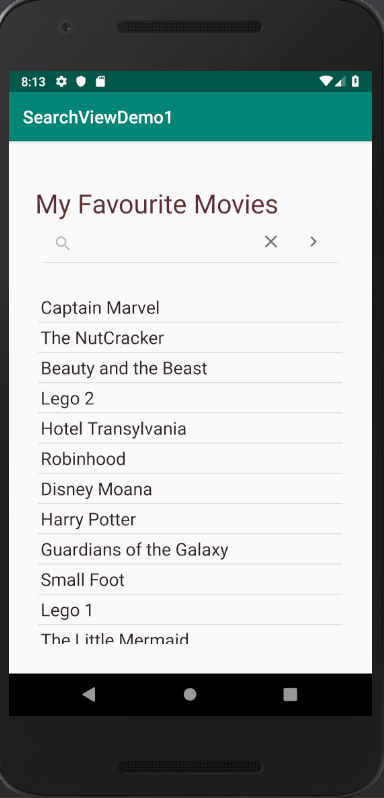 8:13
SearchViewDemo1
My Favourite Movies
Captain Marvel
The NutCracker
Beauty and the Beast
Lego 2
Hotel Transylvania
Robinhood
Disney Moana
Harry Potter
Guardians of the Galaxy
Small Foot
Lego 1
The Little Mermaid